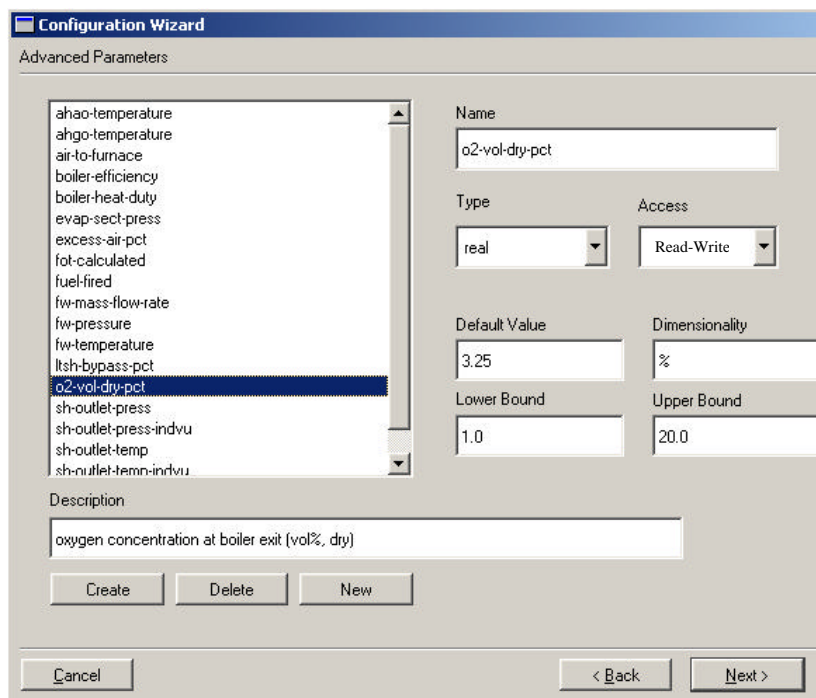 Configuration Wizard
Advanced Parameters
ahao-temperature
ahgo-temperature
air-to-furnace
boiler-efficiency
boiler-heat-duty
evap-sect-press
excess-air-pct
fot-calculated
fuel-fired
fw-mass-flow-rate
fw-pressure
fw-temperature
ltsh-bypass-pct
o2-vol-dry-pct
sh-outlet-press
sh-outlet-press-indvu
sh-outlet-temp
sh-outlet-temp-indvu
Name
o2-vol-dry-pct
Type
Access
real
Read-Write
Default Value
Dimensionality
3.25
%
Lower Bound
Upper Bound
1.0
20.0
Description
oxygen concentration at boiler exit (vol%, dry)
Create
Delete
New
Cancel
< Back
Next >